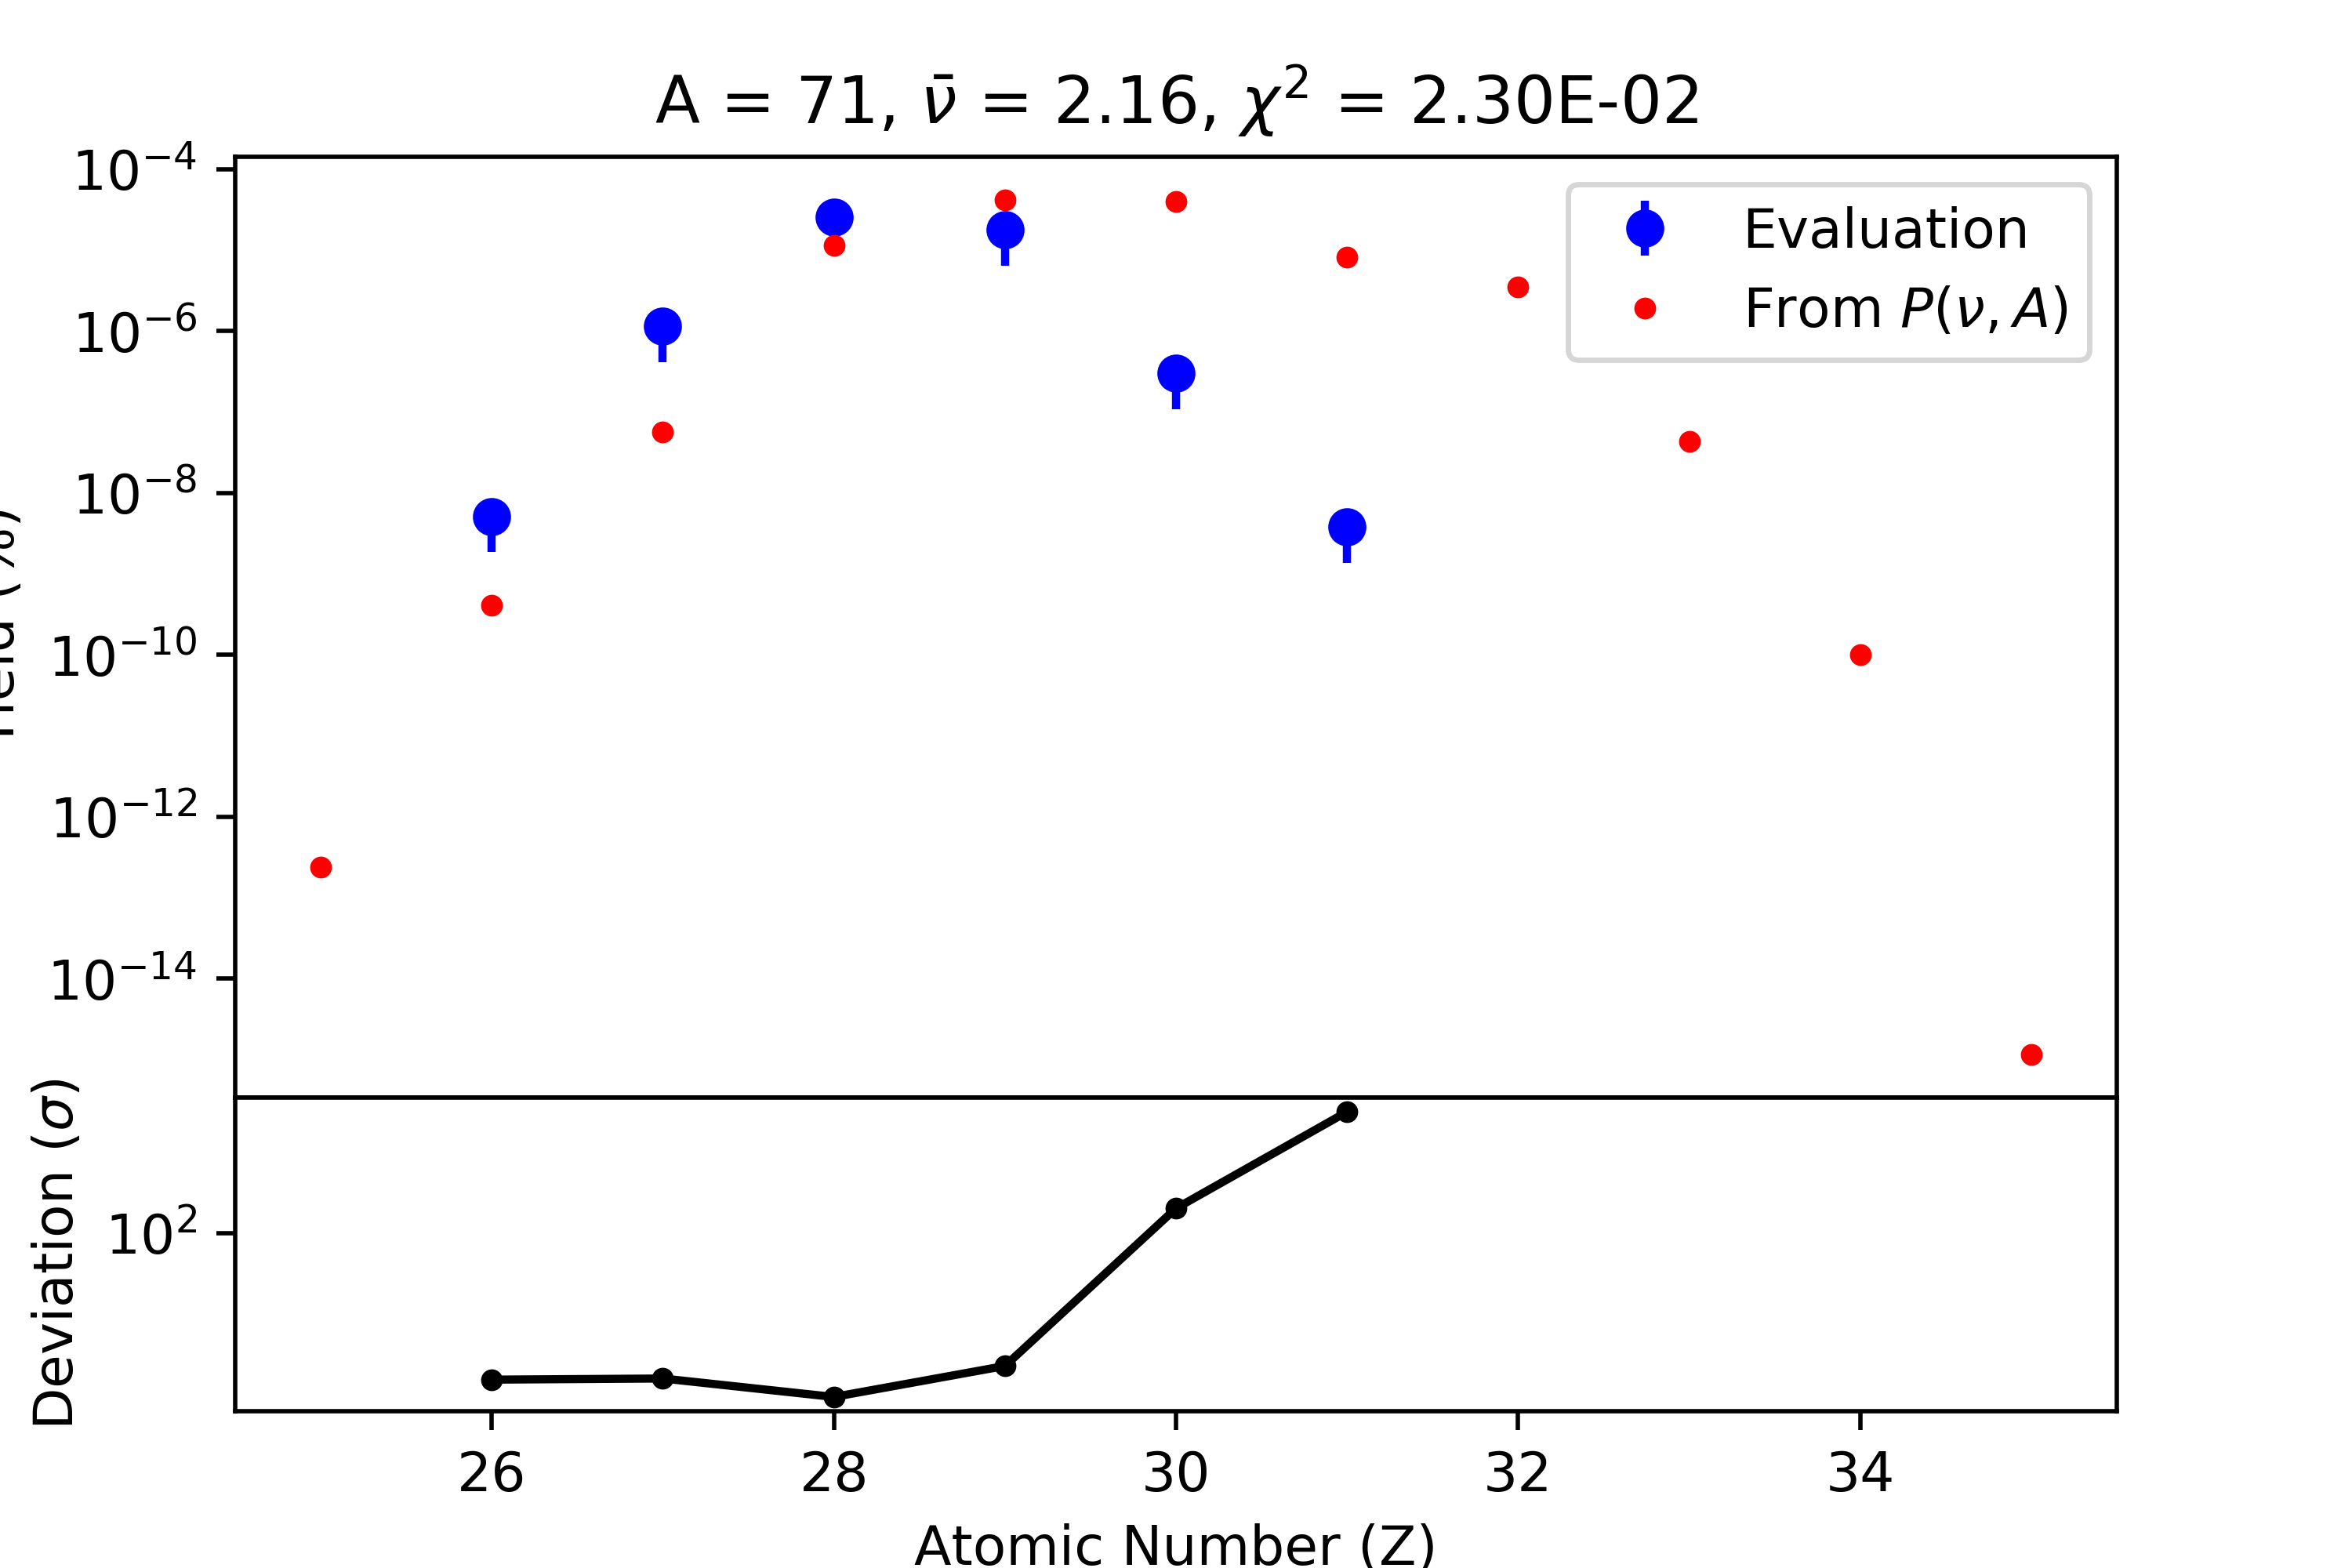 A = 71, ν̄ = 2.16, χ² = 2.30E-02
10⁻⁴
10⁻⁶
10⁻⁸
10⁻¹⁰
10⁻¹²
10⁻¹⁴
Yield (%)
Evaluation
From P(ν, A)
Deviation (σ)
10²
26 28 30 32 34
Atomic Number (Z)